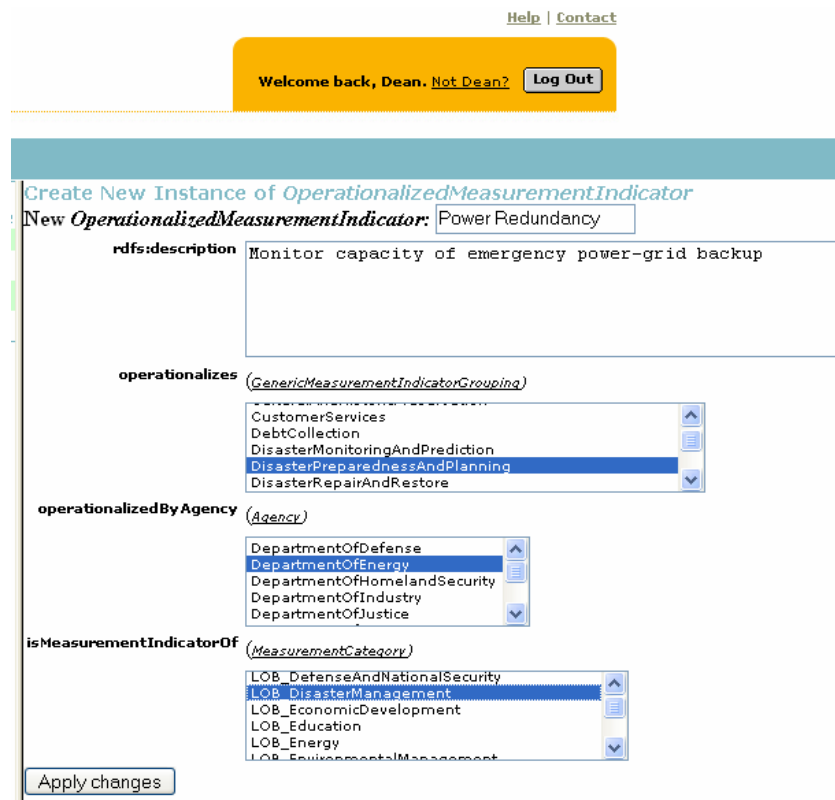 Help | Contact
Welcome back, Dean. Not Dean? Log Out
Create New Instance of OperationalizedMeasurementIndicator
New OperationalizedMeasurementIndicator: Power Redundancy
rdfs:description Monitor capacity of emergency power-grid backup
operationalizes (GenericMeasurementIndicatorGrouping)
CustomerServices
DebtCollection
DisasterMonitoringAndPrediction
DisasterPreparednessAndPlanning
DisasterRepairAndRestore
operationalizedByAgency (Agency)
DepartmentOfDefense
DepartmentOfEnergy
DepartmentOfHomelandSecurity
DepartmentOfIndustry
DepartmentOfJustice
isMeasurementIndicatorOf (MeasurementCategory)
LOB_DefenseAndNationalSecurity
LOB_DisasterManagement
LOB_EconomicDevelopment
LOB_Education
LOB_Energy
LOB_EnvironmentalManagement
Apply changes